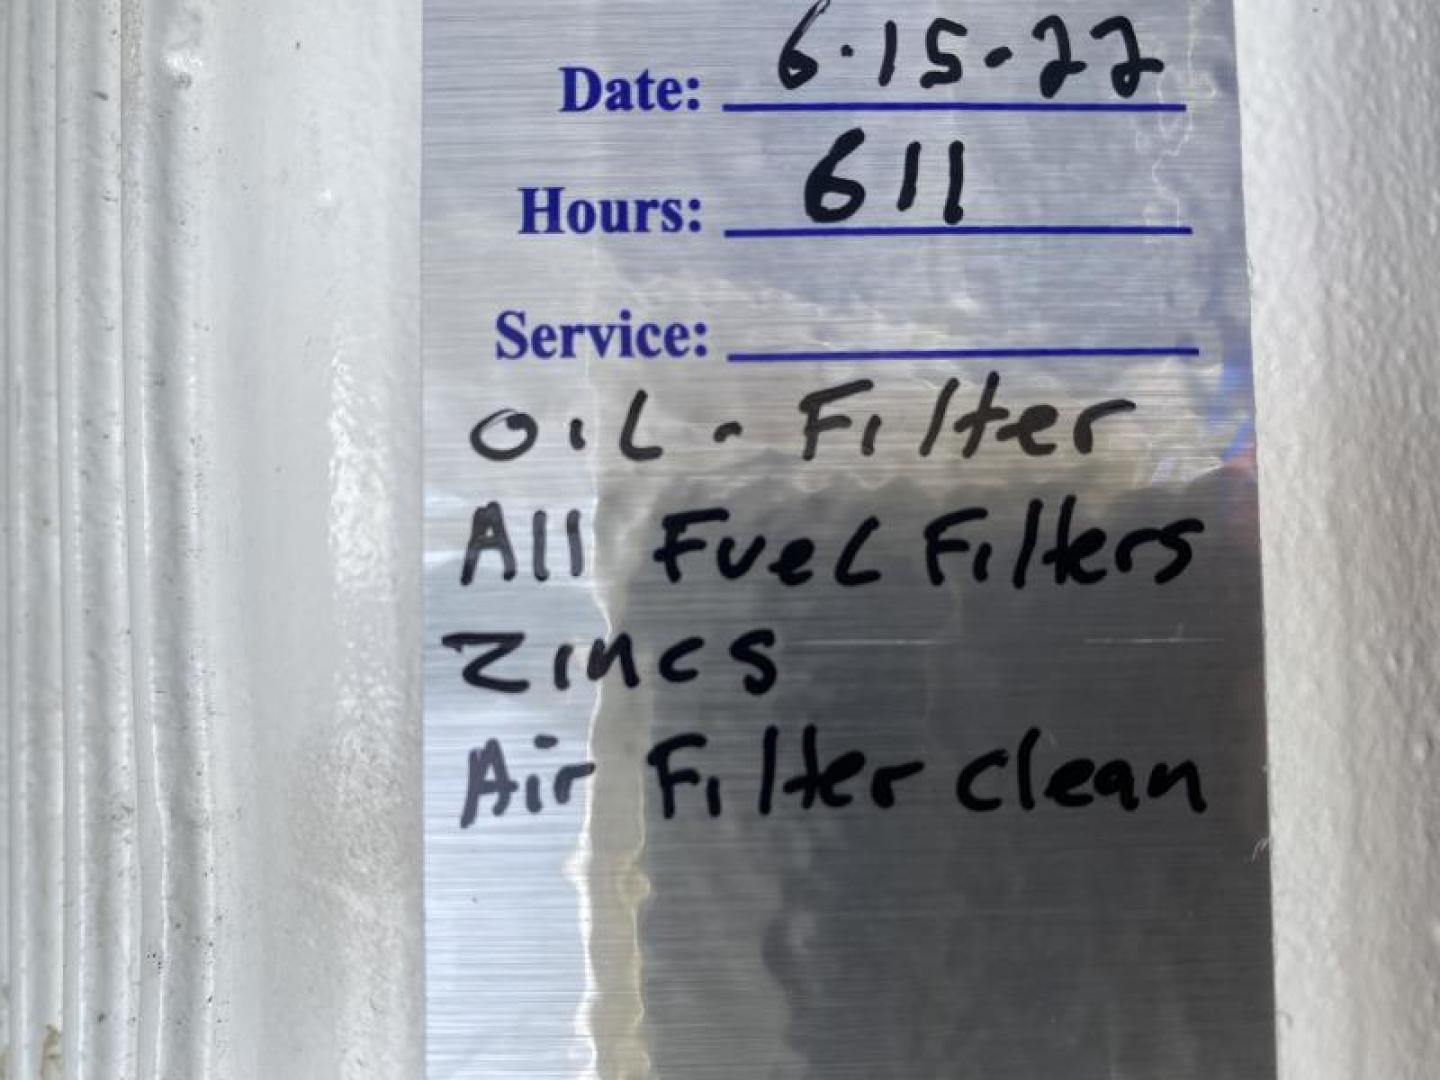 Date: 6.15.22
Hours: 611
Service:
OIL - Filter
All Fuel Filters
Zincs
Air Filter clean